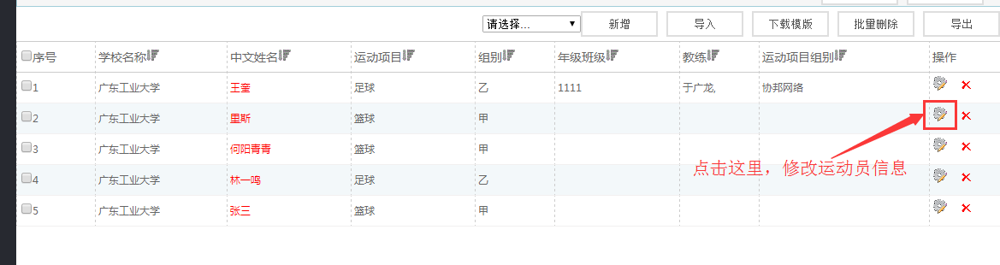 请选择... 新增 导入 下载模版 批量删除 导出
序号 学校名称 中文姓名 运动项目 组别 年级班级 教练 运动项目组别 操作
1 广东工业大学 王奎 足球 乙 1111 于广龙, 协邦网络
2 广东工业大学 里斯 篮球 甲
3 广东工业大学 何阳青青 篮球 甲
点击这里，修改运动员信息
4 广东工业大学 林一鸣 足球 乙
5 广东工业大学 张三 篮球 甲